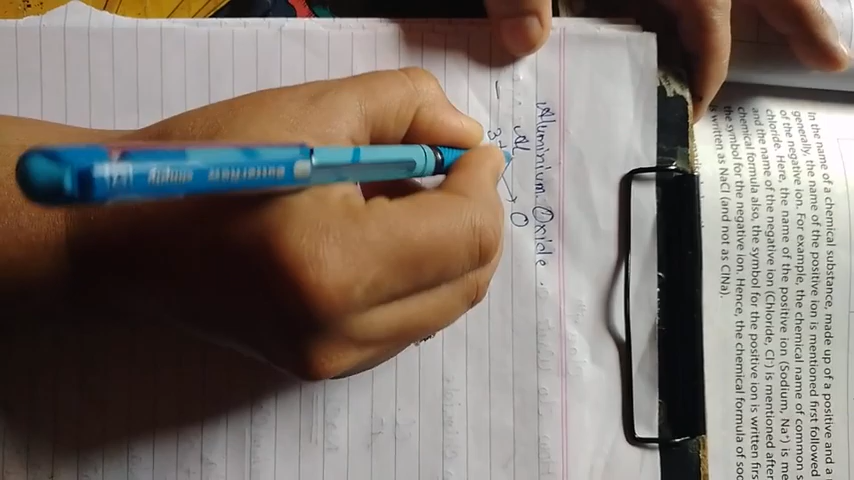 Aluminium Oxide
Al O
3+
In the name of a chemical substance, made up of a positive and a
generally, the name of the positive ion is mentioned first followed
of the negative ion. For example, the chemical name of common s
chloride. Here, the name of the positive ion (Sodium, Na⁺) is me
and the name of the negative ion (Chloride, Cl⁻) is mentioned after
chemical formula also, the symbol for the positive ion is written firs
the symbol for the negative ion. Hence, the chemical formula of soc
is written as NaCl (and not as ClNa).
Butterflow